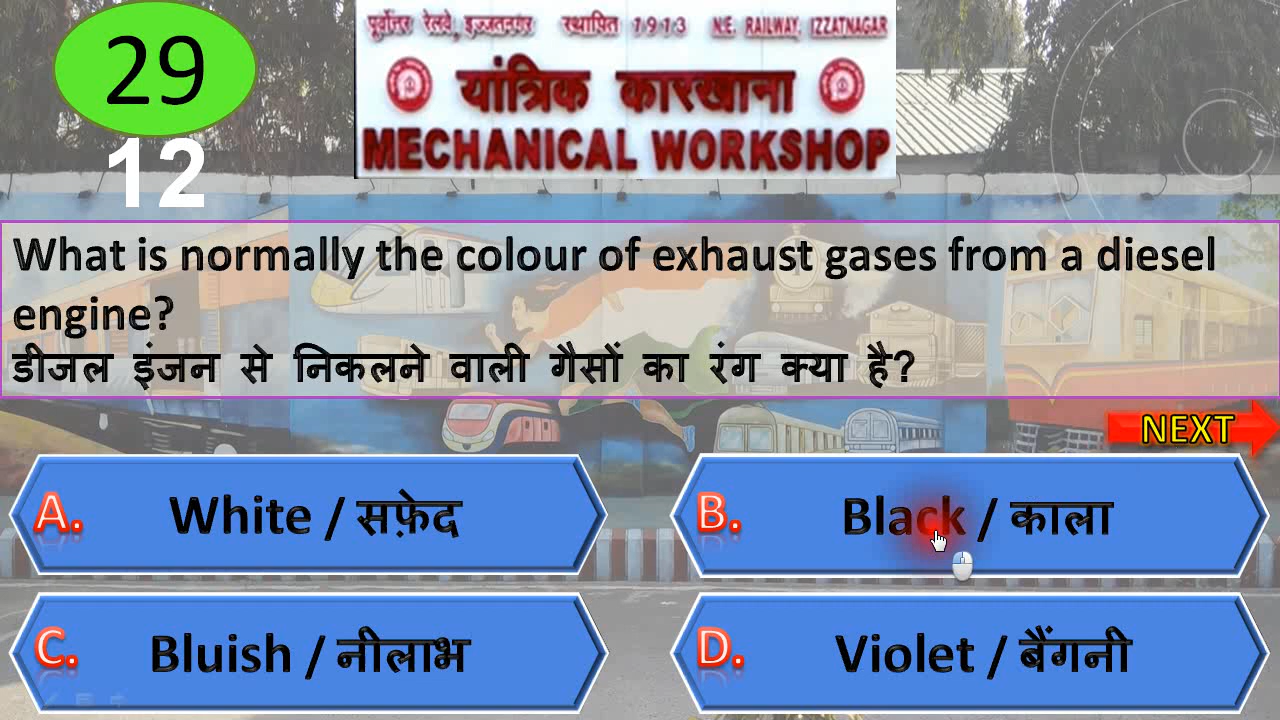 29
12
पूर्वोत्तर रेलवे, इज्जतनगर स्थापित 1913 N.E. RAILWAY, IZZATNAGAR
यांत्रिक कारखाना
MECHANICAL WORKSHOP
What is normally the colour of exhaust gases from a diesel
engine?
डीजल इंजन से निकलने वाली गैसों का रंग क्या है?
NEXT
A. White / सफ़ेद
B. Black / काला
C. Bluish / नीलाभ
D. Violet / बैंगनी